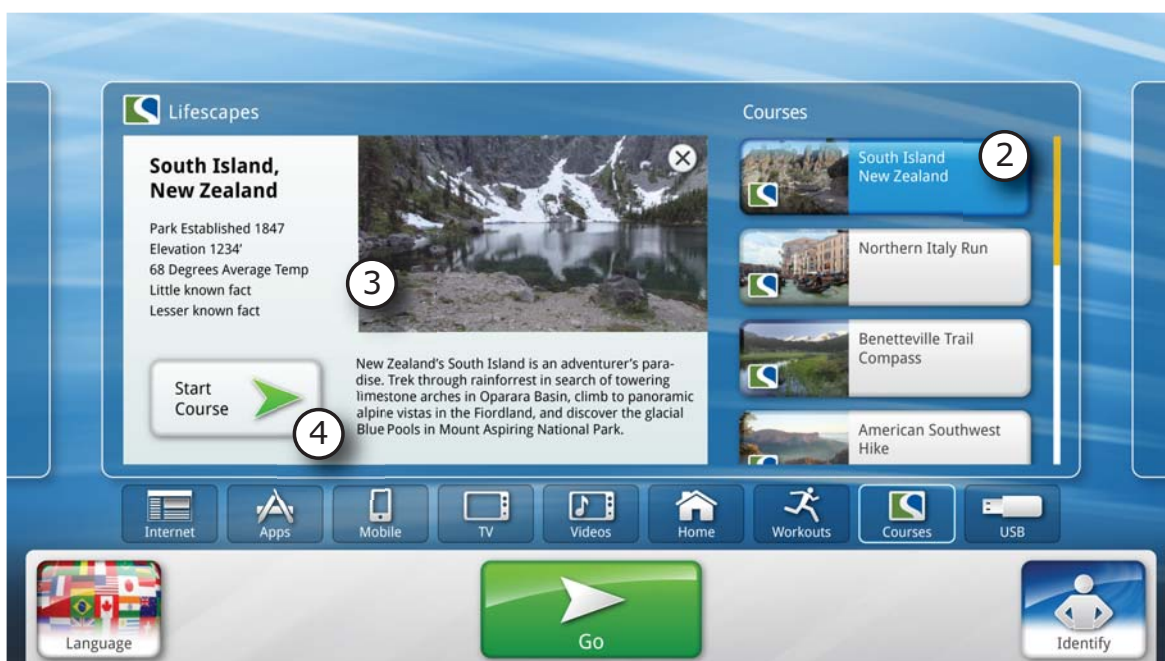 Lifescapes
South Island,
New Zealand
Park Established 1847
Elevation 1234'
68 Degrees Average Temp
Little known fact
Lesser known fact
3
Start
Course
4
New Zealand's South Island is an adventurer's para-
dise. Trek through rainforrest in search of towering
limestone arches in Oparara Basin, climb to panoramic
alpine vistas in the Fiordland, and discover the glacial
Blue Pools in Mount Aspiring National Park.
Courses
South Island
New Zealand
2
Northern Italy Run
Benetteville Trail
Compass
American Southwest
Hike
Internet
Apps
Mobile
TV
Videos
Home
Workouts
Courses
USB
Language
Go
Identify